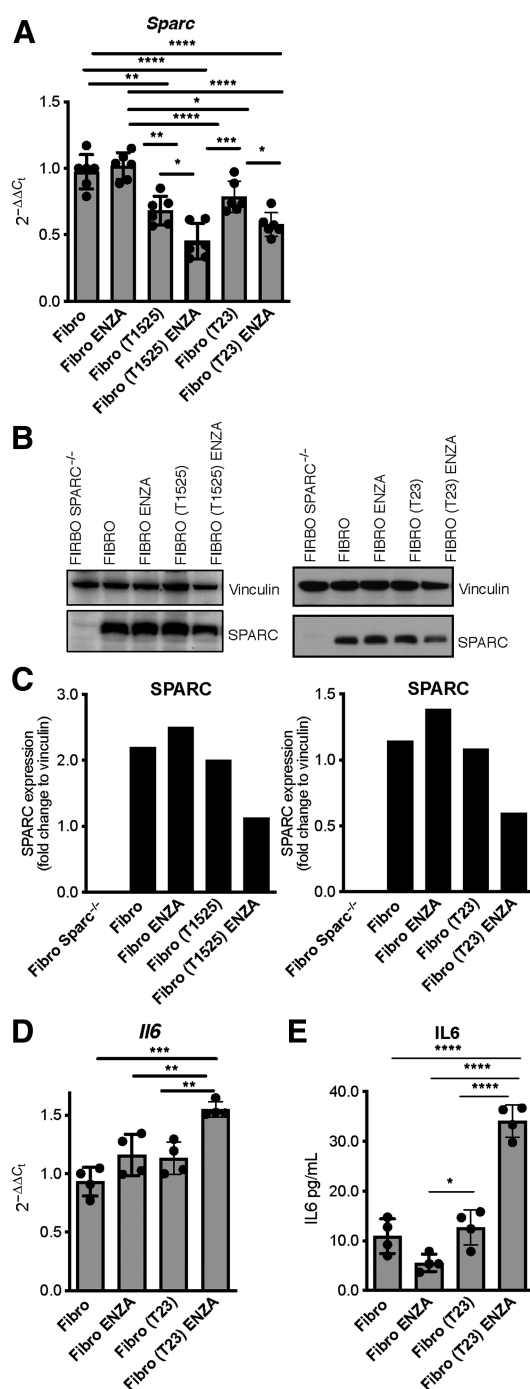 A
Sparc
****
****
**
****
*
****
**
***
*
*
2−ΔΔCt
1.5
1.0
0.5
0.0
Fibro
Fibro ENZA
Fibro (T1525)
Fibro (T1525) ENZA
Fibro (T23)
Fibro (T23) ENZA
B
FIRBO SPARC−/−
FIBRO
FIBRO ENZA
FIBRO (T1525)
FIBRO (T1525) ENZA
Vinculin
SPARC
FIRBO SPARC−/−
FIBRO
FIBRO ENZA
FIBRO (T23)
FIBRO (T23) ENZA
Vinculin
SPARC
C
SPARC
SPARC expression
(fold change to vinculin)
3.0
2.0
1.0
0.0
Fibro Sparc−/−
Fibro
Fibro ENZA
Fibro (T1525)
Fibro (T1525) ENZA
SPARC
SPARC expression
(fold change to vinculin)
1.5
1.0
0.5
0.0
Fibro Sparc−/−
Fibro
Fibro ENZA
Fibro (T23)
Fibro (T23) ENZA
D
Il6
***
**
**
2−ΔΔCt
1.5
1.0
0.5
0.0
Fibro
Fibro ENZA
Fibro (T23)
Fibro (T23) ENZA
E
IL6
****
****
****
*
IL6 pg/mL
40.0
30.0
20.0
10.0
0.0
Fibro
Fibro ENZA
Fibro (T23)
Fibro (T23) ENZA